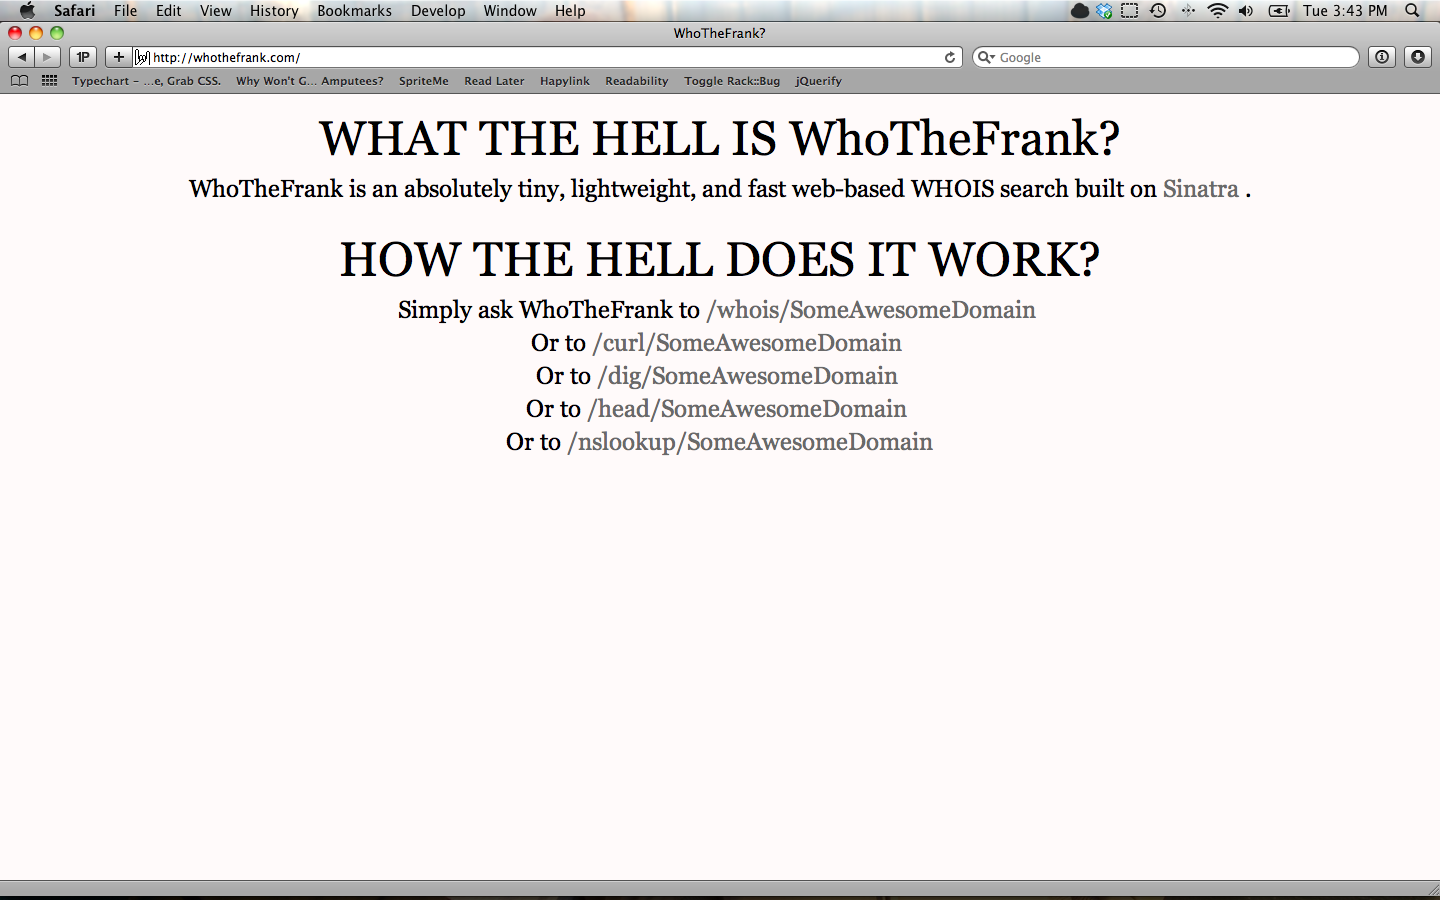 Safari File Edit View History Bookmarks Develop Window Help Tue 3:43 PM
WhoTheFrank?
1P + http://whothefrank.com/ Google
Typechart – ...e, Grab CSS. Why Won't G... Amputees? SpriteMe Read Later Hapylink Readability Toggle Rack::Bug jQuerify
WHAT THE HELL IS WhoTheFrank?
WhoTheFrank is an absolutely tiny, lightweight, and fast web-based WHOIS search built on Sinatra .
HOW THE HELL DOES IT WORK?
Simply ask WhoTheFrank to /whois/SomeAwesomeDomain
Or to /curl/SomeAwesomeDomain
Or to /dig/SomeAwesomeDomain
Or to /head/SomeAwesomeDomain
Or to /nslookup/SomeAwesomeDomain